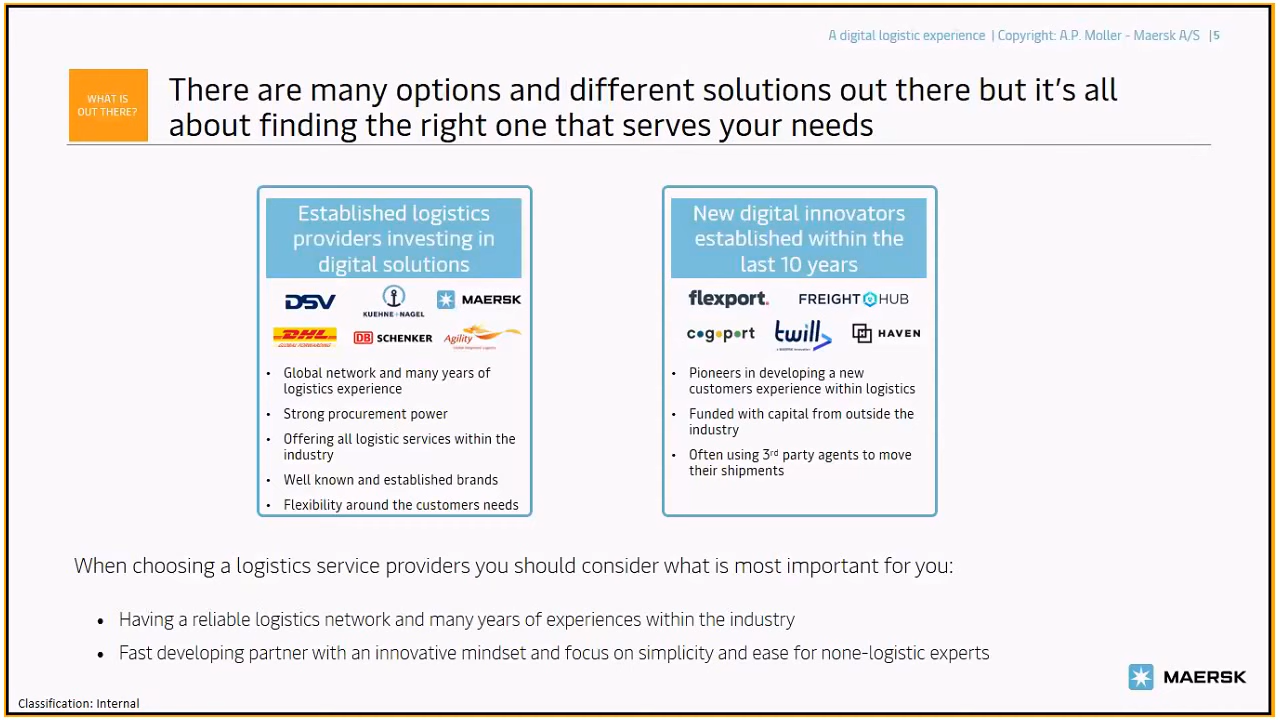 A digital logistic experience | Copyright: A.P. Moller - Maersk A/S | 5
WHAT IS
OUT THERE?
There are many options and different solutions out there but it's all
about finding the right one that serves your needs
Established logistics
providers investing in
digital solutions
DSV
KUEHNE+NAGEL
MAERSK
DHL
GLOBAL FORWARDING
DB SCHENKER
Agility
• Global network and many years of
logistics experience
• Strong procurement power
• Offering all logistic services within the
industry
• Well known and established brands
• Flexibility around the customers needs
New digital innovators
established within the
last 10 years
flexport.
FREIGHT HUB
cogoport
twill
HAVEN
• Pioneers in developing a new
customers experience within logistics
• Funded with capital from outside the
industry
• Often using 3rd party agents to move
their shipments
When choosing a logistics service providers you should consider what is most important for you:
• Having a reliable logistics network and many years of experiences within the industry
• Fast developing partner with an innovative mindset and focus on simplicity and ease for none-logistic experts
MAERSK
Classification: Internal